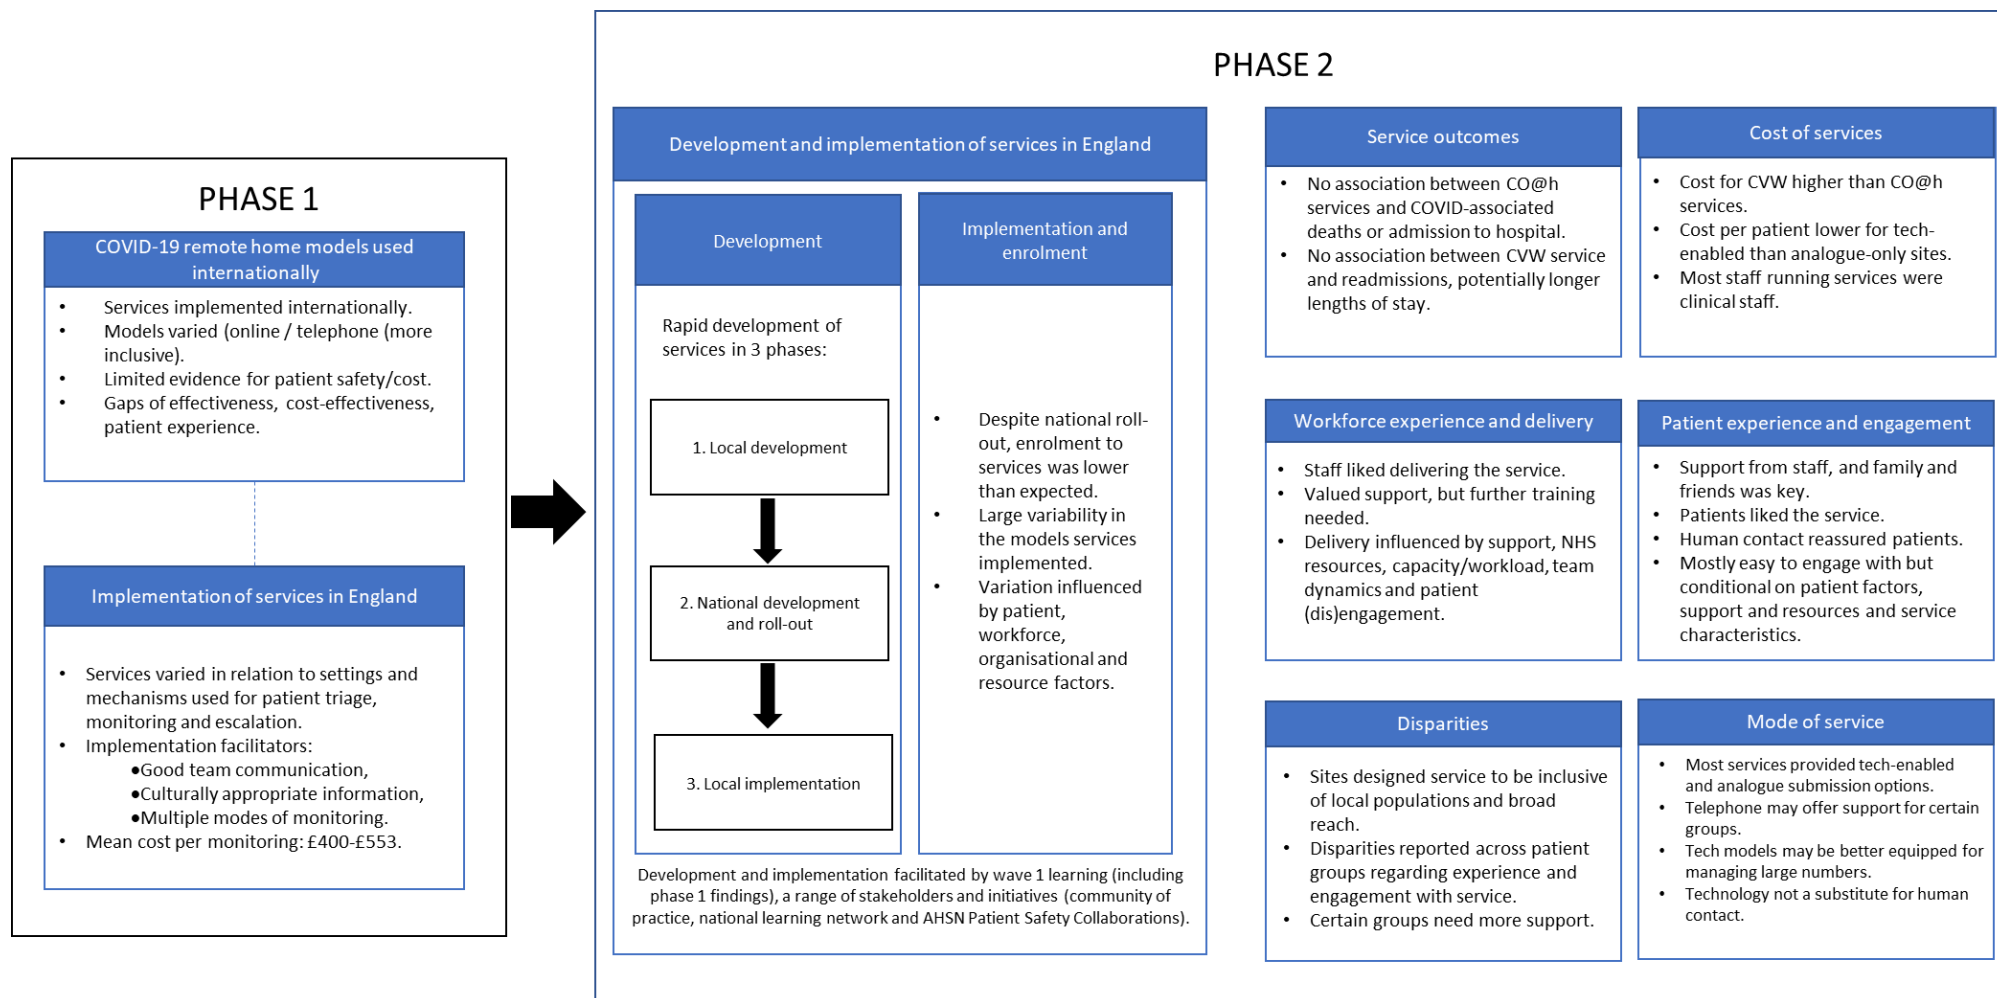 PHASE 1
COVID-19 remote home models used
internationally
• Services implemented internationally.
• Models varied (online / telephone (more
inclusive).
• Limited evidence for patient safety/cost.
• Gaps of effectiveness, cost-effectiveness,
patient experience.
Implementation of services in England
• Services varied in relation to settings and
mechanisms used for patient triage,
monitoring and escalation.
• Implementation facilitators:
•Good team communication,
•Culturally appropriate information,
•Multiple modes of monitoring.
• Mean cost per monitoring: £400-£553.
PHASE 2
Development and implementation of services in England
Development
Rapid development of
services in 3 phases:
1. Local development
2. National development
and roll-out
3. Local implementation
Implementation and
enrolment
• Despite national roll-
out, enrolment to
services was lower
than expected.
• Large variability in
the models services
implemented.
• Variation influenced
by patient,
workforce,
organisational and
resource factors.
Development and implementation facilitated by wave 1 learning (including
phase 1 findings), a range of stakeholders and initiatives (community of
practice, national learning network and AHSN Patient Safety Collaborations).
Service outcomes
• No association between CO@h
services and COVID-associated
deaths or admission to hospital.
• No association between CVW service
and readmissions, potentially longer
lengths of stay.
Cost of services
• Cost for CVW higher than CO@h
services.
• Cost per patient lower for tech-
enabled than analogue-only sites.
• Most staff running services were
clinical staff.
Workforce experience and delivery
• Staff liked delivering the service.
• Valued support, but further training
needed.
• Delivery influenced by support, NHS
resources, capacity/workload, team
dynamics and patient
(dis)engagement.
Patient experience and engagement
• Support from staff, and family and
friends was key.
• Patients liked the service.
• Human contact reassured patients.
• Mostly easy to engage with but
conditional on patient factors,
support and resources and service
characteristics.
Disparities
• Sites designed service to be inclusive
of local populations and broad
reach.
• Disparities reported across patient
groups regarding experience and
engagement with service.
• Certain groups need more support.
Mode of service
• Most services provided tech-enabled
and analogue submission options.
• Telephone may offer support for certain
groups.
• Tech models may be better equipped for
managing large numbers.
• Technology not a substitute for human
contact.